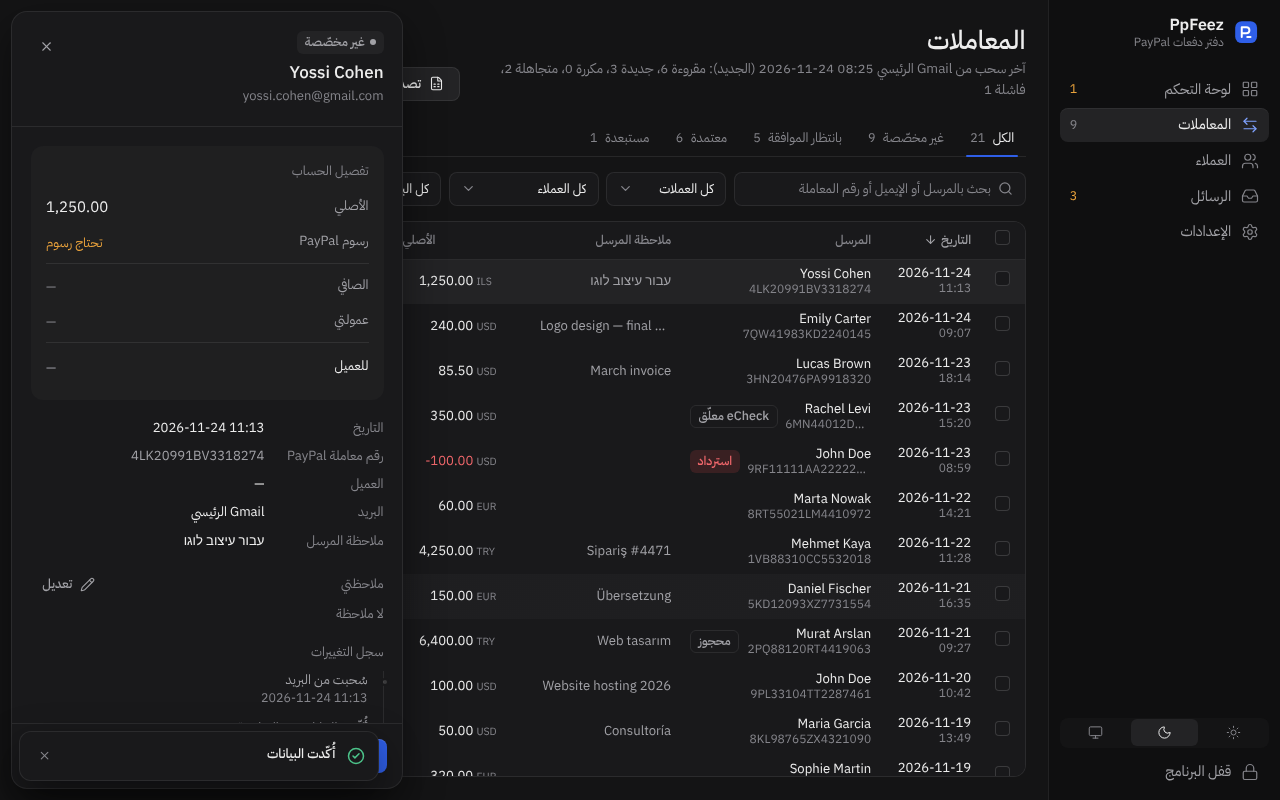 PpFeez
دفتر دفعات PayPal
لوحة التحكم 1
المعاملات 9
العملاء
الرسائل 3
الإعدادات
قفل البرنامج
المعاملات
آخر سحب من Gmail الرئيسي 08:25 24-11-2026 (الجديد): مقروءة 6، جديدة 3، مكررة 0، متجاهلة 2،
فاشلة 1
الكل 21 غير مخصّصة 9 بانتظار الموافقة 5 معتمدة 6 مستبعدة 1
بحث بالمرسل أو الإيميل أو رقم المعاملة كل العملات كل العملاء
التاريخ المرسل ملاحظة المرسل الأصلي
2026-11-24 Yossi Cohen עבור עיצוב לוגו 1,250.00 ILS
11:13 4LK20991BV3318274
2026-11-24 Emily Carter Logo design — final ... 240.00 USD
09:07 7QW41983KD2240145
2026-11-23 Lucas Brown March invoice 85.50 USD
18:14 3HN20476PA9918320
2026-11-23 Rachel Levi eCheck معلّق 350.00 USD
15:20 6MN44012D...
2026-11-23 John Doe استرداد -100.00 USD
08:59 9RF11111AA22222...
2026-11-22 Marta Nowak 60.00 EUR
14:21 8RT55021LM4410972
2026-11-22 Mehmet Kaya Sipariş #4471 4,250.00 TRY
11:28 1VB88310CC5532018
2026-11-21 Daniel Fischer Übersetzung 150.00 EUR
16:35 5KD12093XZ7731554
2026-11-21 Murat Arslan محجوز Web tasarım 6,400.00 TRY
09:27 2PQ88120RT4419063
2026-11-20 John Doe Website hosting 2026 100.00 USD
10:42 9PL33104TT2287461
2026-11-19 Maria Garcia Consultoría 50.00 USD
13:49 8KL98765ZX4321090
2026-11-19 Sophie Martin 320.00 EUR
غير مخصّصة
Yossi Cohen
yossi.cohen@gmail.com
تفصيل الحساب
الأصلي 1,250.00
رسوم PayPal تحتاج رسوم
الصافي —
عمولتي —
للعميل —
التاريخ 2026-11-24 11:13
رقم معاملة PayPal 4LK20991BV3318274
العميل —
البريد Gmail الرئيسي
ملاحظة المرسل עבור עיצוב לוגו
ملاحظتي تعديل
لا ملاحظة
سجل التغييرات
سُحبت من البريد
2026-11-24 11:13
أُكّدت البيانات